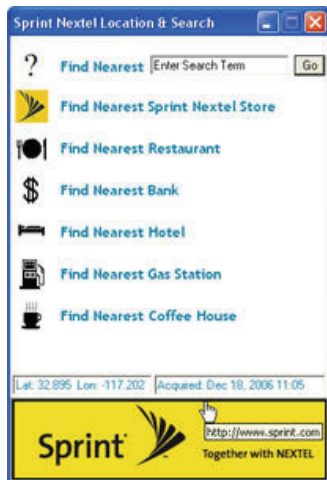 Sprint Nextel Location & Search
? Find Nearest Enter Search Term Go
Find Nearest Sprint Nextel Store
Find Nearest Restaurant
$ Find Nearest Bank
Find Nearest Hotel
Find Nearest Gas Station
Find Nearest Coffee House
Lat: 32.895 Lon: -117.202 Acquired: Dec 18, 2006 11:05
http://www.sprint.com
Sprint Together with NEXTEL